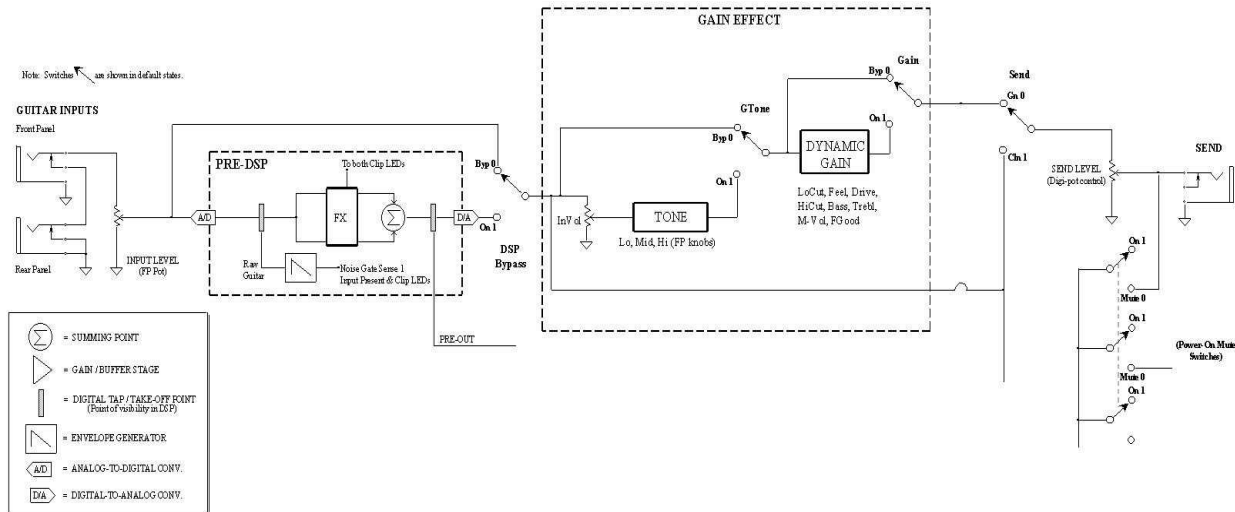 GAIN EFFECT
Note: Switches are shown in default states.
GUITAR INPUTS
Front Panel
Rear Panel
INPUT LEVEL
(FP Pot)
PRE-DSP
To both Clip LEDs
A/D
FX
Σ
D/A
On 1
Raw
Guitar
Noise Gate Sense 1
Input Present & Clip LEDs
PRE-OUT
Byp 0
DSP
Bypass
InVol
TONE
Lo, Mid, Hi (FP knobs)
On 1
GTone
Byp 0
Byp 0
Gain
On 1
DYNAMIC
GAIN
LoCut, Feel, Drive,
HiCut, Bass, Trebl,
M-Vol, FGood
Send
Gn 0
Cln 1
SEND LEVEL
(Digi-pot control)
SEND
On 1
Mute 0
On 1
Mute 0
On 1
(Power-On Mute
Switches)
Σ = SUMMING POINT
= GAIN / BUFFER STAGE
= DIGITAL TAP / TAKE-OFF POINT
(Point of visibility in DSP)
= ENVELOPE GENERATOR
A/D = ANALOG-TO-DIGITAL CONV.
D/A = DIGITAL-TO-ANALOG CONV.